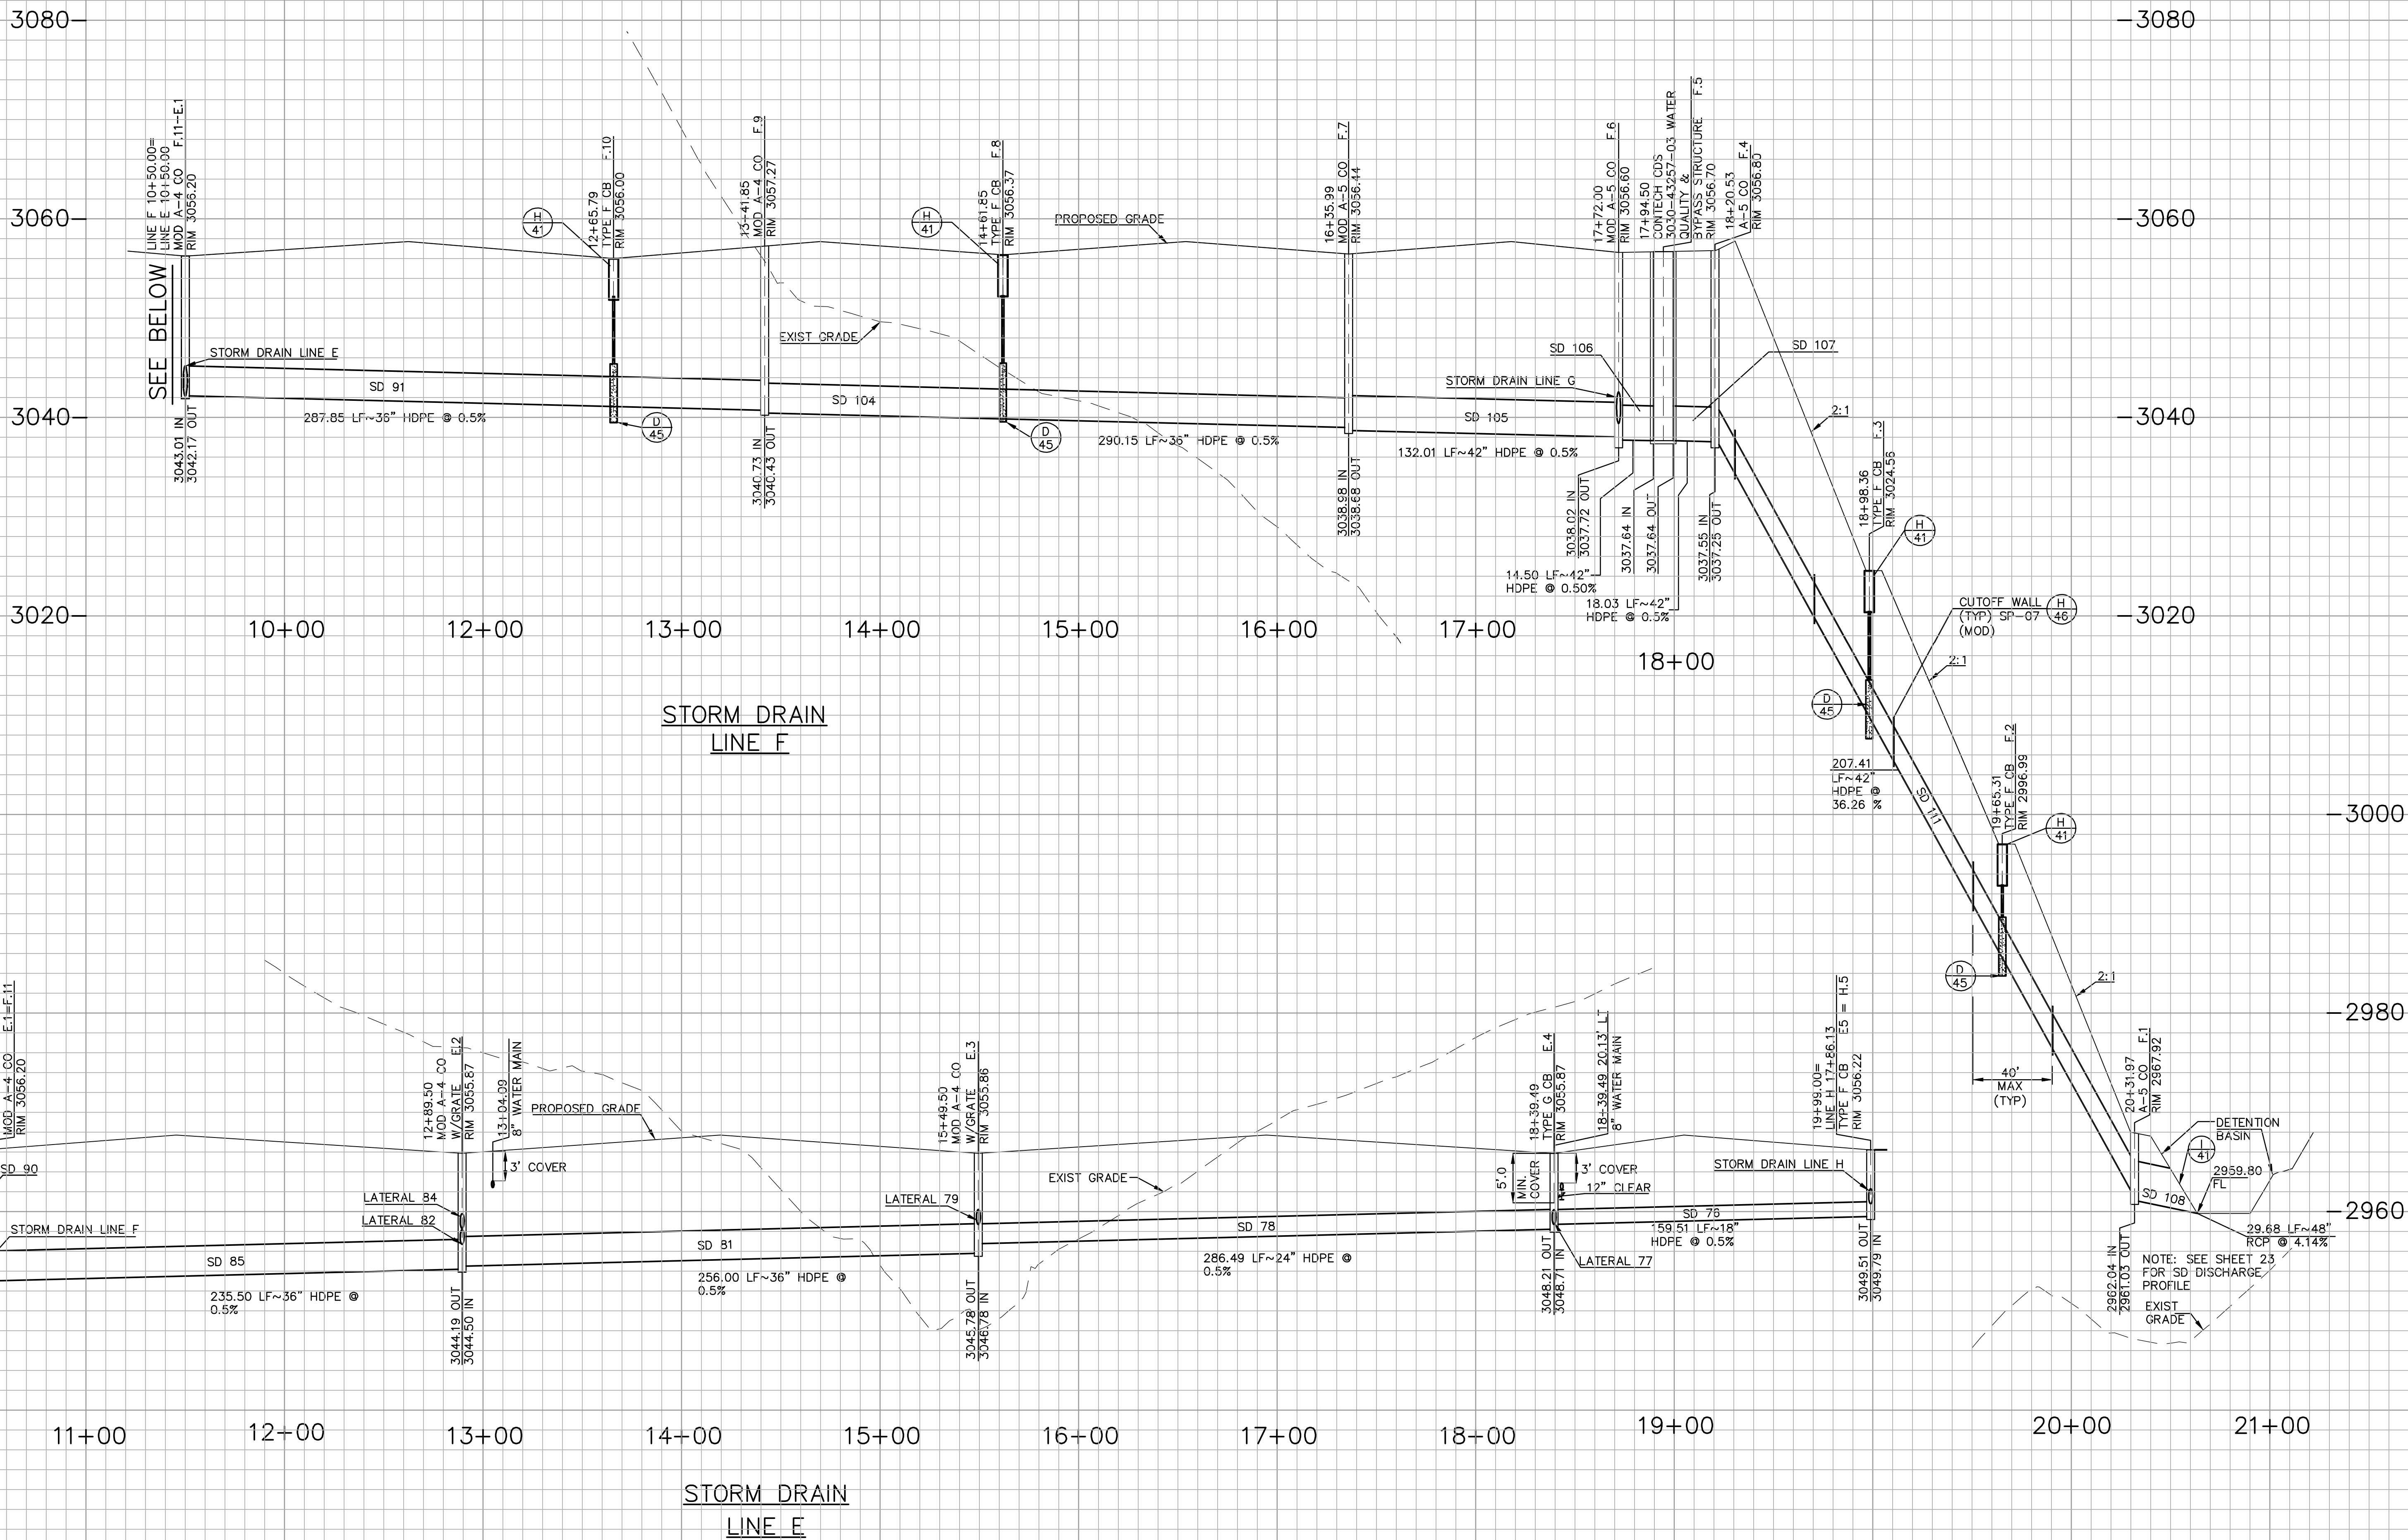 3080
3080
3060
3060
3040
3040
3020
3020
3000
2980
2960
LINE F 10+50.00=
LINE E 10+50.00
MOD A-4 CO F.11-E.1
RIM 3056.20
SEE BELOW
STORM DRAIN LINE E
SD 91
287.85 LF~36" HDPE @ 0.5%
3043.01 IN
3042.17 OUT
H
41
12+65.79
TYPE F CB F.10
RIM 3056.00
D
45
13+41.85
MOD A-4 CO F.9
RIM 3057.27
3040.73 IN
3040.43 OUT
EXIST GRADE
SD 104
H
41
14+61.85
TYPE F CB F.8
RIM 3056.37
D
45
PROPOSED GRADE
290.15 LF~36" HDPE @ 0.5%
16+35.99
MOD A-5 CO F.7
RIM 3056.44
3038.98 IN
3038.68 OUT
SD 105
132.01 LF~42" HDPE @ 0.5%
STORM DRAIN LINE G
SD 106
17+72.00
MOD A-5 CO F.6
RIM 3056.60
3038.02 IN
3037.72 OUT
14.50 LF~42"
HDPE @ 0.50%
17+94.50
CONTECH CDS
3030-43257-03 WATER
QUALITY &
BYPASS STRUCTURE F.5
RIM 3056.70
3037.64 IN
3037.64 OUT
18.03 LF~42"
HDPE @ 0.5%
18+20.53
A-5 CO F.4
RIM 3056.80
SD 107
3037.55 IN
3037.25 OUT
2:1
18+98.36
TYPE F CB F.3
RIM 3024.56
H
41
CUTOFF WALL
(TYP) SP-07
(MOD)
H
46
2:1
D
45
207.41
LF~42"
HDPE @
36.26 %
SD 111
19+65.31
TYPE F CB F.2
RIM 2996.99
H
41
D
45
2:1
40'
MAX
(TYP)
20+31.97
A-5 CO F.1
RIM 2967.92
DETENTION
BASIN
I
41
2959.80
FL
SD 108
29.68 LF~48"
RCP @ 4.14%
2962.04 IN
2961.03 OUT
NOTE: SEE SHEET 23
FOR SD DISCHARGE
PROFILE
EXIST
GRADE
10+00
12+00
13+00
14+00
15+00
16+00
17+00
18+00
STORM DRAIN
LINE F
MOD A-4 CO E.1=F.11
RIM 3056.20
SD 90
STORM DRAIN LINE F
SD 85
235.50 LF~36" HDPE @
0.5%
12+89.50
MOD A-4 CO
W/GRATE E.2
RIM 3055.87
13+04.09
8" WATER MAIN
3' COVER
LATERAL 84
LATERAL 82
3044.19 OUT
3044.50 IN
PROPOSED GRADE
SD 81
256.00 LF~36" HDPE @
0.5%
15+49.50
MOD A-4 CO
W/GRATE E.3
RIM 3055.86
LATERAL 79
3045.78 OUT
3046.78 IN
EXIST GRADE
SD 78
286.49 LF~24" HDPE @
0.5%
18+39.49
TYPE G CB E.4
RIM 3055.87
18+39.49 20.13' LT
8" WATER MAIN
5'.0
MIN.
COVER
3' COVER
12" CLEAR
3048.21 OUT
3048.71 IN
LATERAL 77
SD 76
159.51 LF~18"
HDPE @ 0.5%
STORM DRAIN LINE H
19+99.00=
LINE H 17+86.13
TYPE F CB E5 = H.5
RIM 3056.22
3049.51 OUT
3049.79 IN
11+00
12+00
13+00
14+00
15+00
16+00
17+00
18+00
19+00
20+00
21+00
STORM DRAIN
LINE E